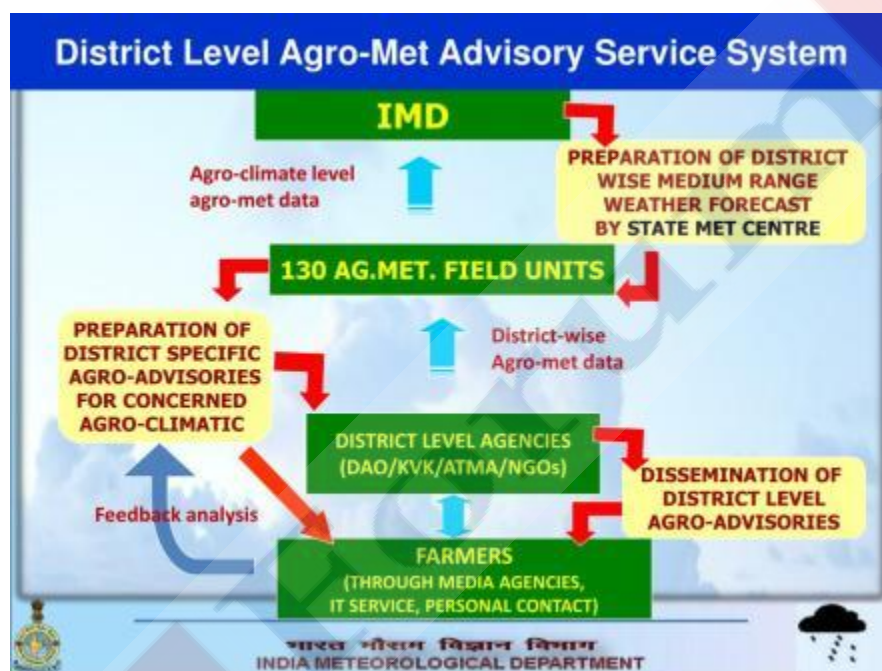 District Level Agro-Met Advisory Service System
IMD
Agro-climate level
agro-met data
PREPARATION OF DISTRICT
WISE MEDIUM RANGE
WEATHER FORECAST
BY STATE MET CENTRE
130 AG.MET. FIELD UNITS
PREPARATION OF
DISTRICT SPECIFIC
AGRO-ADVISORIES
FOR CONCERNED
AGRO-CLIMATIC
District-wise
Agro-met data
DISTRICT LEVEL AGENCIES
(DAO/KVK/ATMA/NGOs)
DISSEMINATION OF
DISTRICT LEVEL
AGRO-ADVISORIES
Feedback analysis
FARMERS
(THROUGH MEDIA AGENCIES,
IT SERVICE, PERSONAL CONTACT)
भारत मौसम विज्ञान विभाग
INDIA METEOROLOGICAL DEPARTMENT